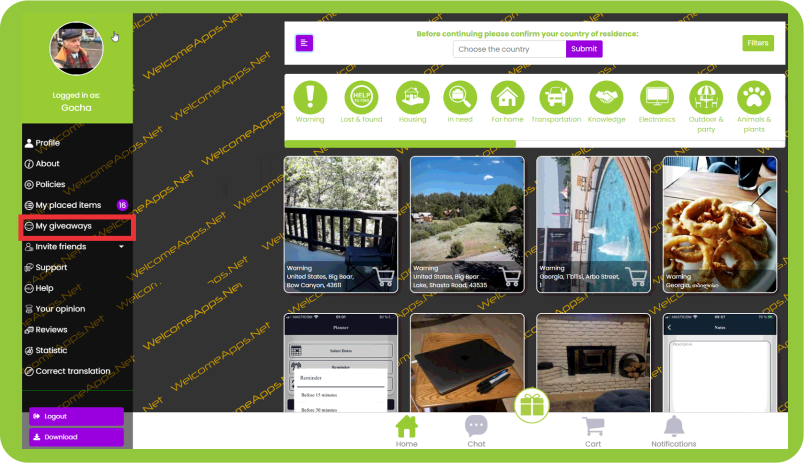 Logged in as:
Gocha
Profile
About
Policies
My placed items 16
My giveaways
Invite friends
Support
Help
Your opinion
Reviews
Statistic
Correct translation
Logout
Download
Before continuing please confirm your country of residence:
Choose the country
Submit
Filters
HELP
Warning
Lost & found
Housing
In need
For home
Transportation
Knowledge
Electronics
Outdoor &
party
Animals &
plants
Warning
United States, Big Bear,
Bow Canyon, 43611
Warning
United States, Big Bear
Lake, Shasta Road, 43535
Warning
Georgia, Tbilisi, Arbo Street,
1
Warning
Planner
Select Dates
Reminder
Reminder
Before 15 minutes
Before 30 minutes
Notes
Description
Home
Chat
Cart
Notifications
WelcomeApps.Net